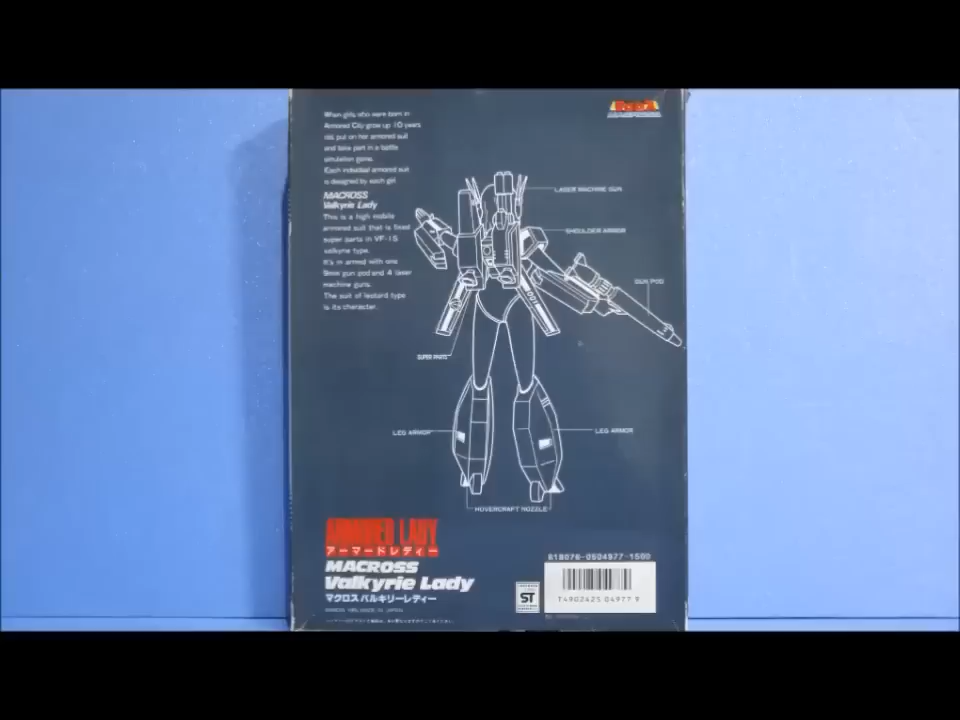 When girls who were born in
Armored City grow up 10 years
old, put on her armored suit
and take part in a battle
simulation game.
Each individual armored suit
is designed by each girl.
MACROSS
Valkyrie Lady
This is a high mobile
armored suit that is fixed
super parts in VF-1S
valkyrie type.
It's in armed with one
9mm gun pod and 4 laser
machine guns.
The suit of leotard type
is its character.
LASER MACHINE GUN
SHOULDER ARMOR
GUN POD
001
SUPER PARTS
LEG ARMOR
LEG ARMOR
HOVERCRAFT NOZZLE
ARMORED LADY
アーマードレディー
MACROSS
Valkyrie Lady
マクロス バルキリーレディー
618076-0504977-1500
ST
T4902425 04977 9